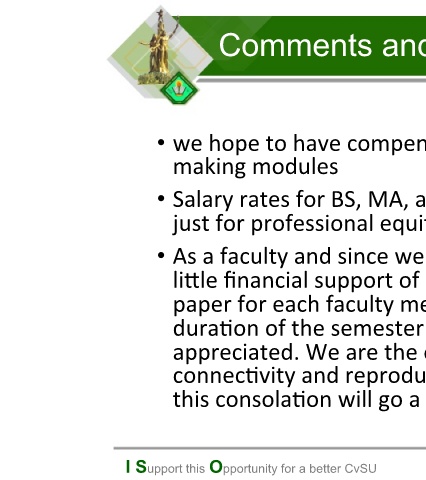 Comments and
• we hope to have compen
making modules
• Salary rates for BS, MA, a
just for professional equi
• As a faculty and since we
little financial support of
paper for each faculty me
duration of the semester
appreciated. We are the
connectivity and reprodu
this consolation will go a
I Support this Opportunity for a better CvSU